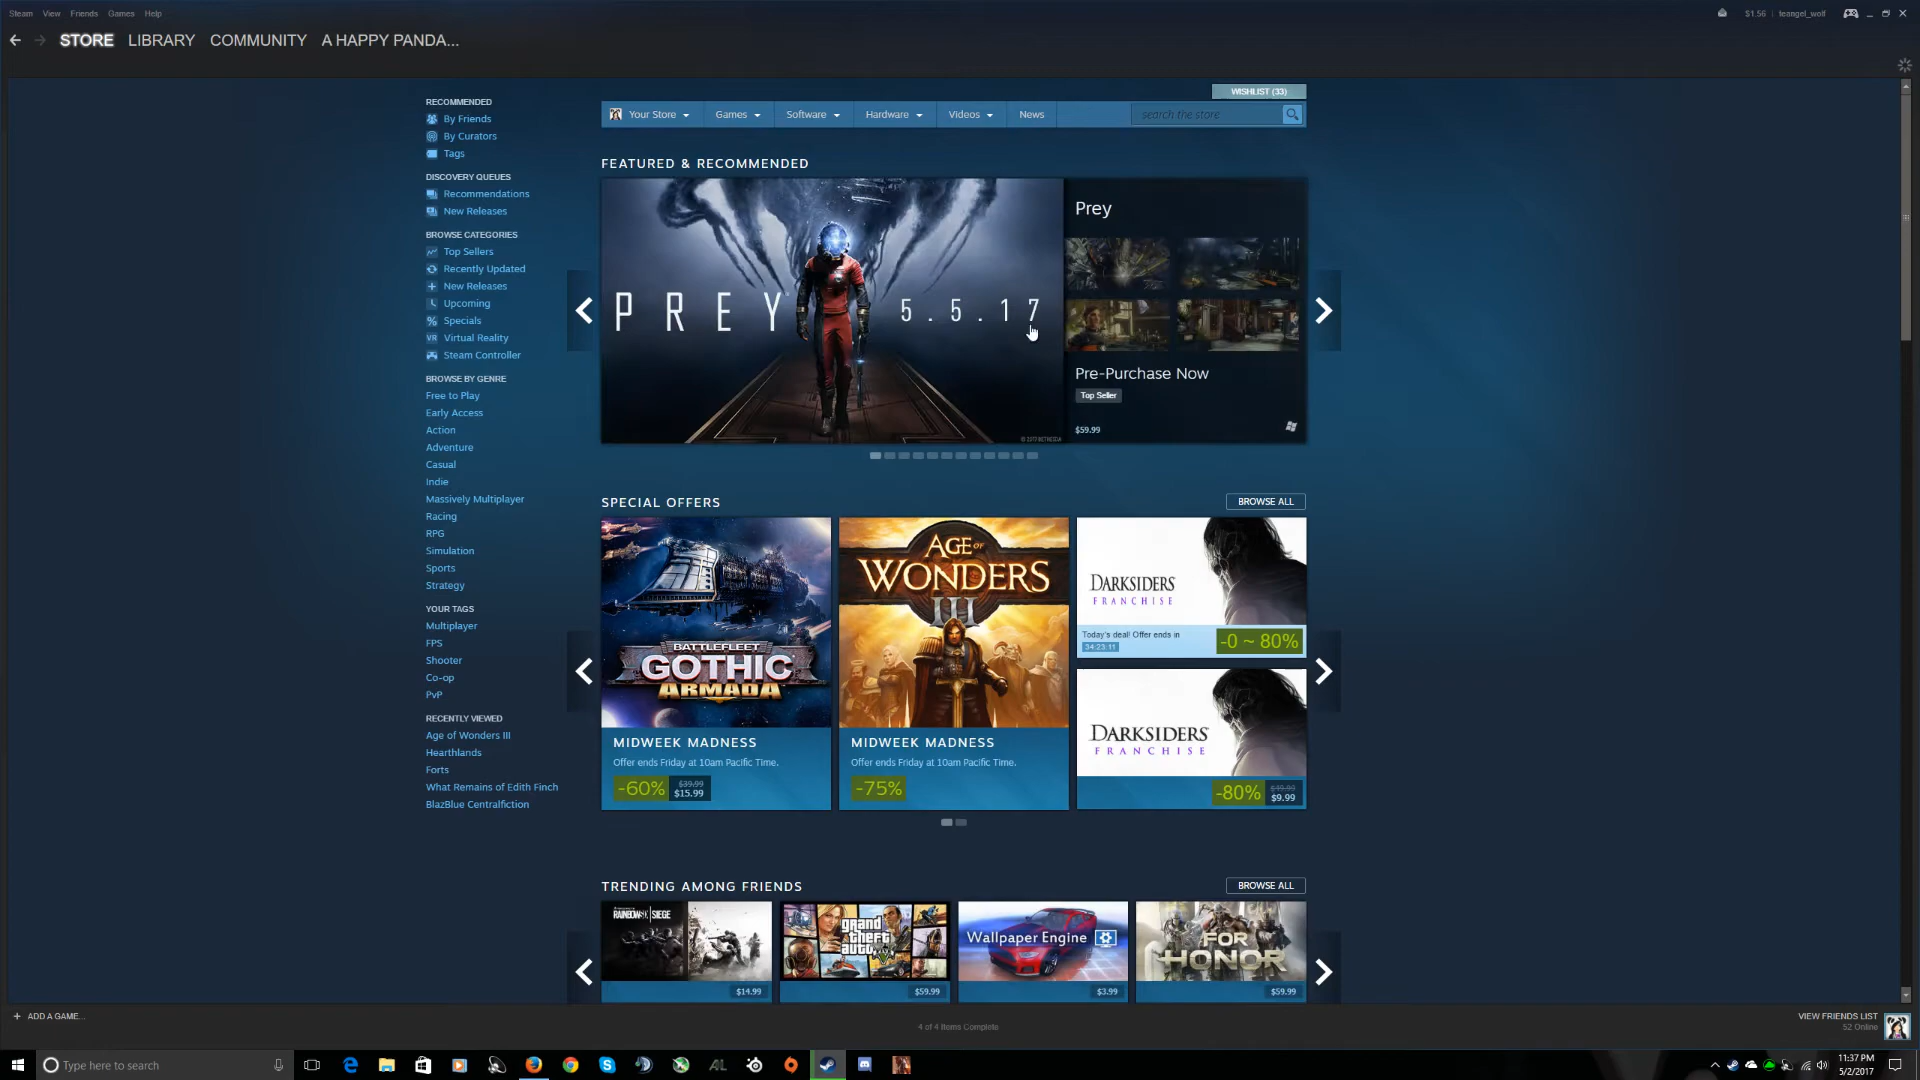 Steam View Friends Games Help
$1.56 teangel_wolf
STORE LIBRARY COMMUNITY A HAPPY PANDA...
WISHLIST (33)
Your Store Games Software Hardware Videos News search the store
RECOMMENDED
By Friends
By Curators
Tags
DISCOVERY QUEUES
Recommendations
New Releases
BROWSE CATEGORIES
Top Sellers
Recently Updated
New Releases
Upcoming
Specials
VR Virtual Reality
Steam Controller
BROWSE BY GENRE
Free to Play
Early Access
Action
Adventure
Casual
Indie
Massively Multiplayer
Racing
RPG
Simulation
Sports
Strategy
YOUR TAGS
Multiplayer
FPS
Shooter
Co-op
PvP
RECENTLY VIEWED
Age of Wonders III
Hearthlands
Forts
What Remains of Edith Finch
BlazBlue Centralfiction
FEATURED & RECOMMENDED
PREY 5.5.17
© 2017 BETHESDA
Prey
Pre-Purchase Now
Top Seller
$59.99
SPECIAL OFFERS
BROWSE ALL
BATTLEFLEET
GOTHIC
ARMADA
MIDWEEK MADNESS
Offer ends Friday at 10am Pacific Time.
-60% $39.99 $15.99
AGE OF
WONDERS
III
MIDWEEK MADNESS
Offer ends Friday at 10am Pacific Time.
-75%
DARKSIDERS
FRANCHISE
Today's deal! Offer ends in
34:23:11
-0 ~ 80%
DARKSIDERS
FRANCHISE
-80% $49.99 $9.99
TRENDING AMONG FRIENDS
BROWSE ALL
RAINBOW SIX SIEGE
$14.99
grand
theft
auto V
$59.99
Wallpaper Engine
$3.99
FOR
HONOR
$59.99
+ ADD A GAME...
4 of 4 Items Complete
VIEW FRIENDS LIST
52 Online
Type here to search
AL
11:37 PM
5/2/2017